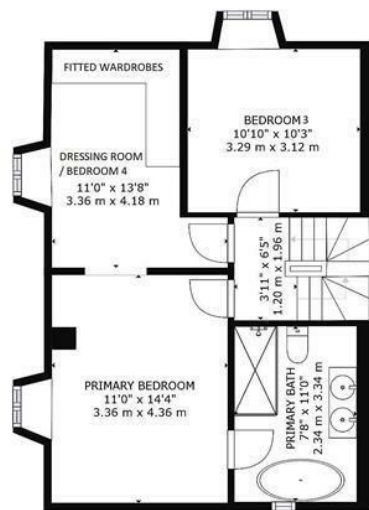 FITTED WARDROBES
BEDROOM 3
10'10" x 10'3"
3.29 m x 3.12 m
DRESSING ROOM
/ BEDROOM 4
11'0" x 13'8"
3.36 m x 4.18 m
3'11" x 6'5"
1.20 m x 1.96 m
PRIMARY BEDROOM
11'0" x 14'4"
3.36 m x 4.36 m
PRIMARY BATH
7'8" x 11'0"
2.34 m x 3.34 m